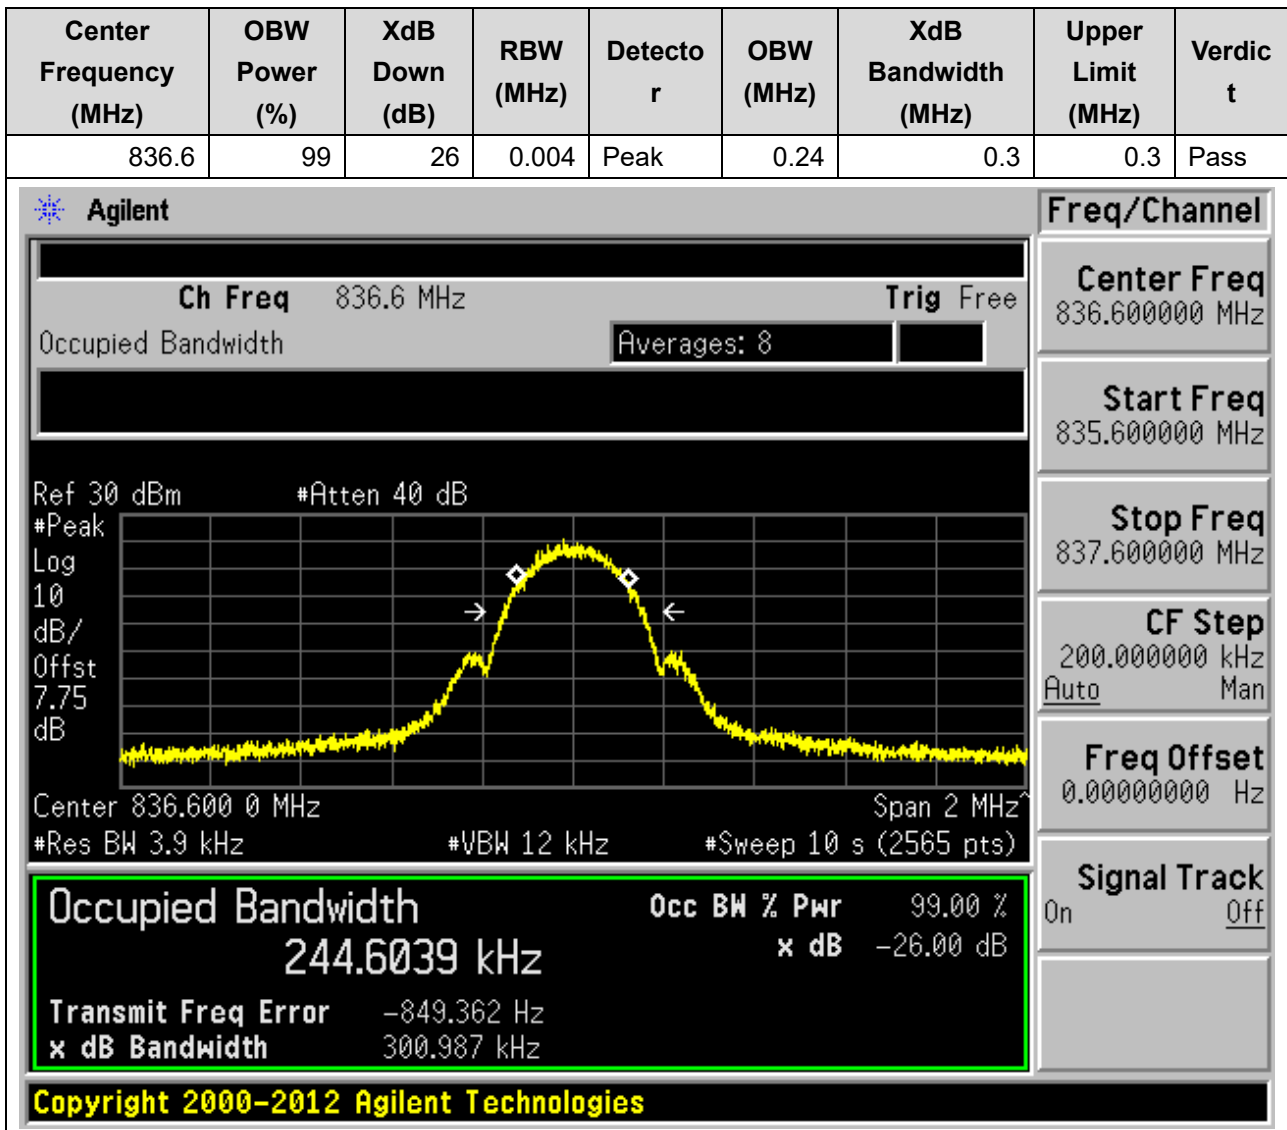 Center Frequency (MHz) OBW Power (%) XdB Down (dB) RBW (MHz) Detecto r OBW (MHz) XdB Bandwidth (MHz) Upper Limit (MHz) Verdic t
836.6 99 26 0.004 Peak 0.24 0.3 0.3 Pass
Agilent
Ch Freq 836.6 MHz Trig Free
Occupied Bandwidth Averages: 8
Ref 30 dBm #Atten 40 dB
#Peak
Log
10
dB/
Offst
7.75
dB
Center 836.600 0 MHz Span 2 MHz^
#Res BW 3.9 kHz #VBW 12 kHz #Sweep 10 s (2565 pts)
Occupied Bandwidth Occ BW % Pwr 99.00 %
244.6039 kHz x dB -26.00 dB
Transmit Freq Error -849.362 Hz
x dB Bandwidth 300.987 kHz
Copyright 2000-2012 Agilent Technologies
Freq/Channel
Center Freq
836.600000 MHz
Start Freq
835.600000 MHz
Stop Freq
837.600000 MHz
CF Step
200.000000 kHz
Auto Man
Freq Offset
0.00000000 Hz
Signal Track
On Off